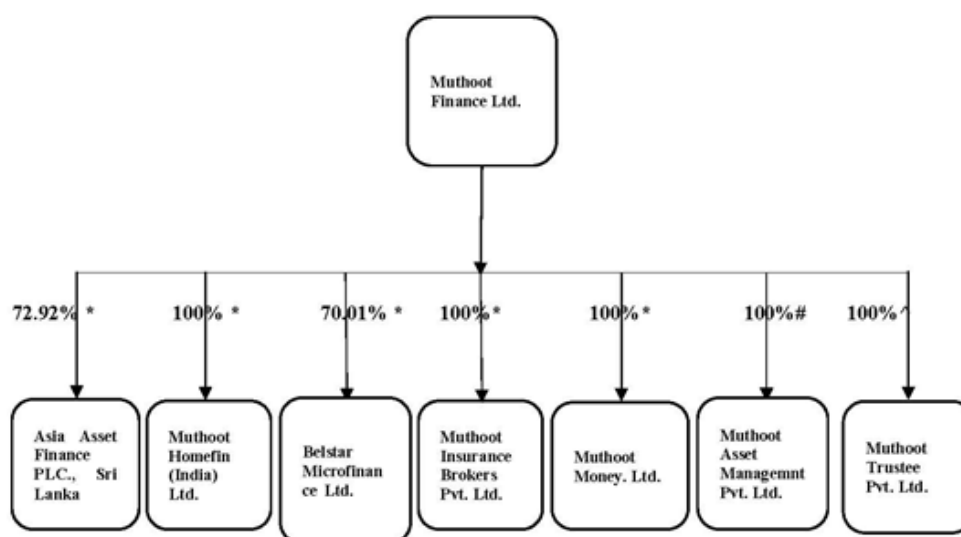 Muthoot
Finance Ltd.
72.92% *
100% *
70.01% *
100%*
100%*
100%#
100%^
Asia Asset
Finance
PLC., Sri
Lanka
Muthoot
Homefin
(India)
Ltd.
Belstar
Microfinan
ce Ltd.
Muthoot
Insurance
Brokers
Pvt. Ltd.
Muthoot
Money. Ltd.
Muthoot
Asset
Managemnt
Pvt. Ltd.
Muthoot
Trustee
Pvt. Ltd.